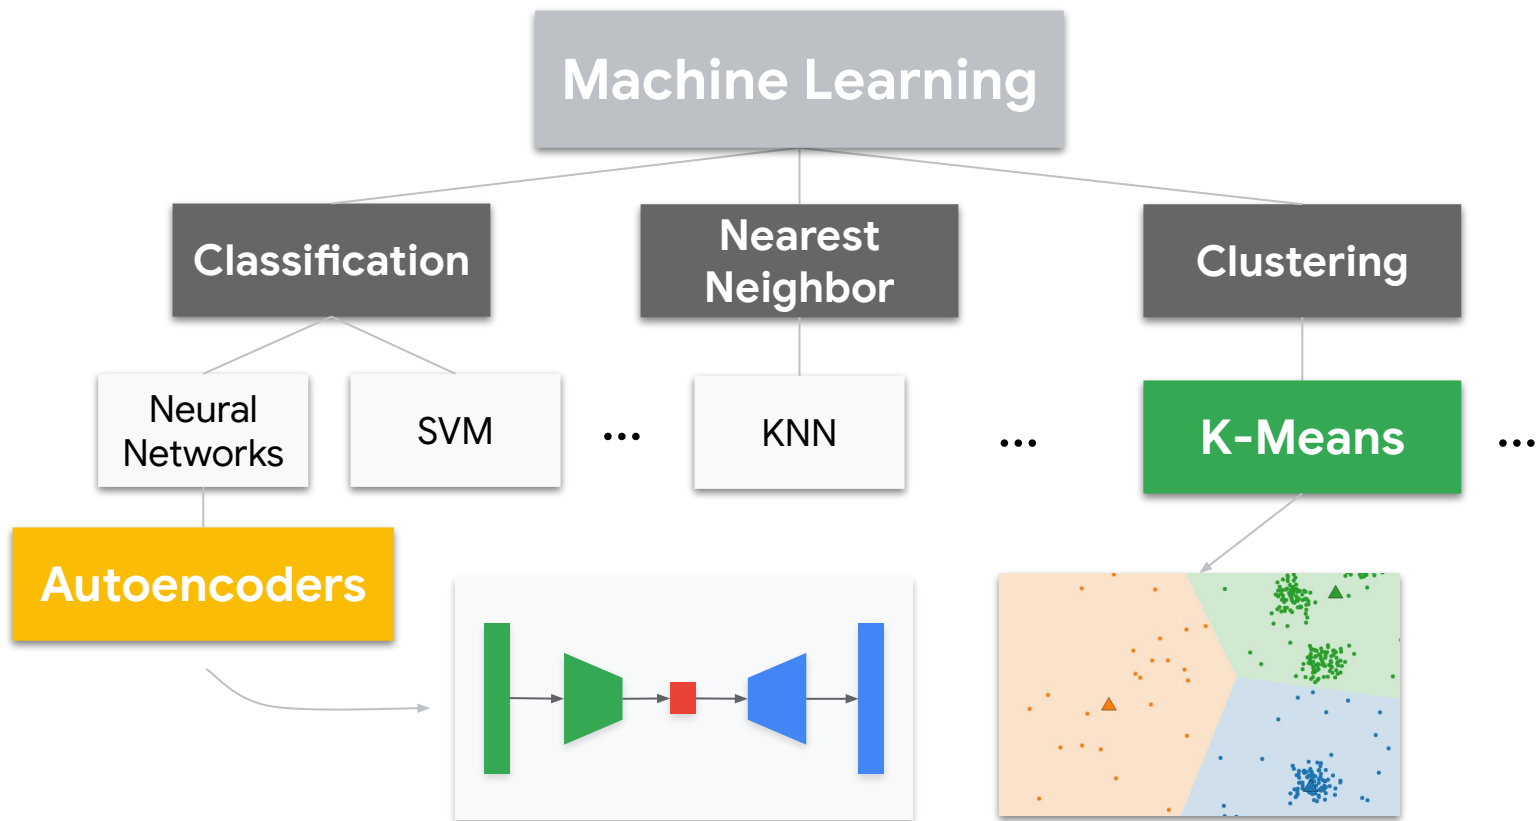 Machine Learning
Classification
Nearest
Neighbor
Clustering
Neural
Networks
SVM
...
KNN
...
K-Means
...
Autoencoders